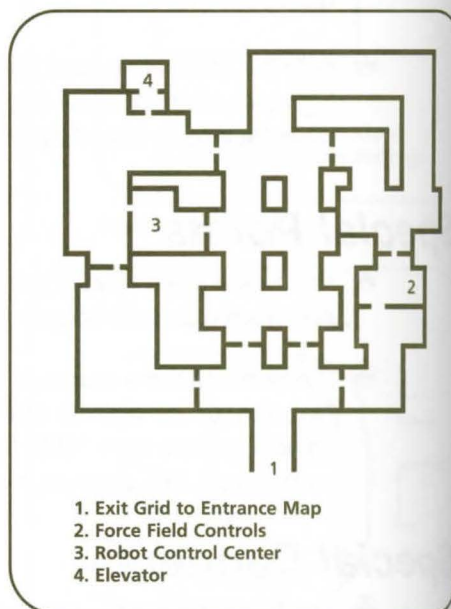 4
3
2
1
1. Exit Grid to Entrance Map
2. Force Field Controls
3. Robot Control Center
4. Elevator